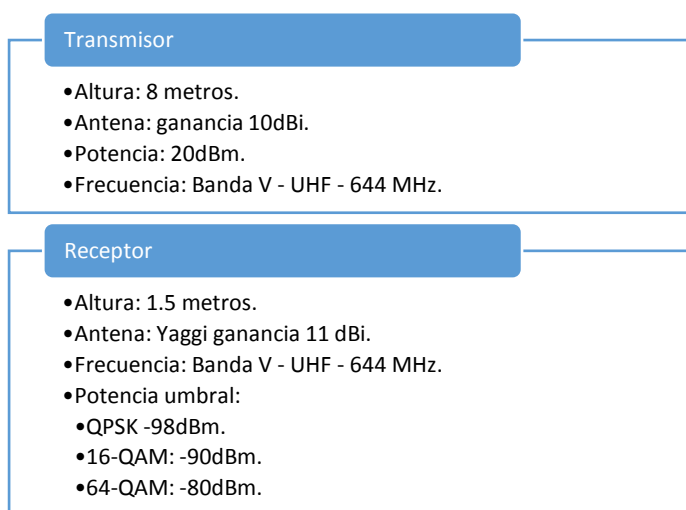 Transmisor
•Altura: 8 metros.
•Antena: ganancia 10dBi.
•Potencia: 20dBm.
•Frecuencia: Banda V - UHF - 644 MHz.
Receptor
•Altura: 1.5 metros.
•Antena: Yaggi ganancia 11 dBi.
•Frecuencia: Banda V - UHF - 644 MHz.
•Potencia umbral:
•QPSK -98dBm.
•16-QAM: -90dBm.
•64-QAM: -80dBm.